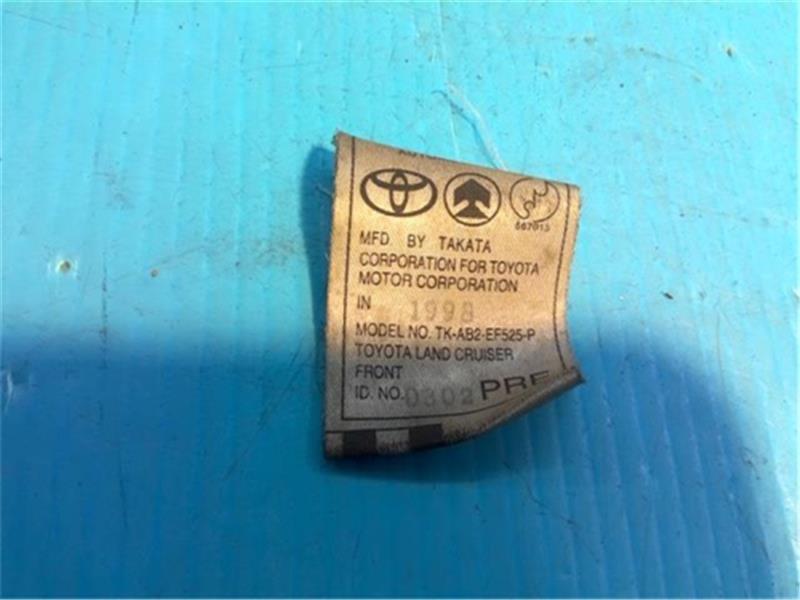 667013
MFD. BY TAKATA
CORPORATION FOR TOYOTA
MOTOR CORPORATION
IN 1998
MODEL NO. TK-AB2-EF525-P
TOYOTA LAND CRUISER
FRONT
ID. NO. 0302 PRE